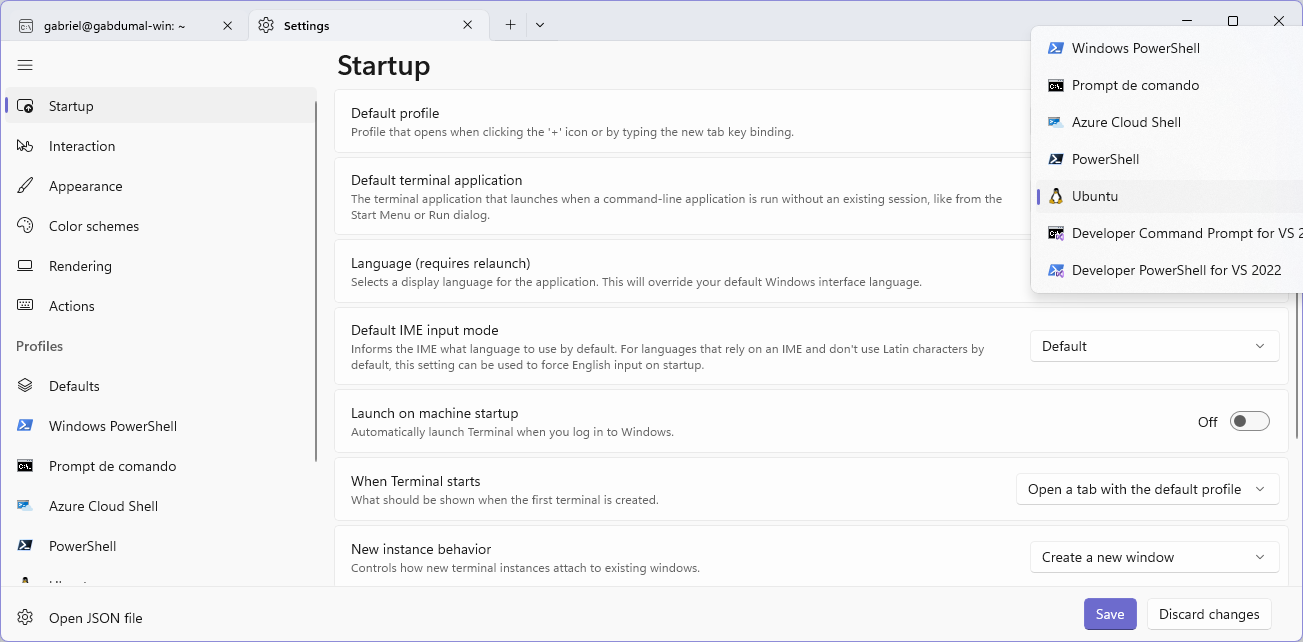 gabriel@gabdumal-win: ~
Settings
Startup
Interaction
Appearance
Color schemes
Rendering
Actions
Profiles
Defaults
Windows PowerShell
Prompt de comando
Azure Cloud Shell
PowerShell
Open JSON file
Startup
Default profile
Profile that opens when clicking the '+' icon or by typing the new tab key binding.
Default terminal application
The terminal application that launches when a command-line application is run without an existing session, like from the
Start Menu or Run dialog.
Language (requires relaunch)
Selects a display language for the application. This will override your default Windows interface language.
Default IME input mode
Informs the IME what language to use by default. For languages that rely on an IME and don't use Latin characters by
default, this setting can be used to force English input on startup.
Default
Launch on machine startup
Automatically launch Terminal when you log in to Windows.
Off
When Terminal starts
What should be shown when the first terminal is created.
Open a tab with the default profile
New instance behavior
Controls how new terminal instances attach to existing windows.
Create a new window
Windows PowerShell
Prompt de comando
Azure Cloud Shell
PowerShell
Ubuntu
Developer Command Prompt for VS 2
Developer PowerShell for VS 2022
Save
Discard changes